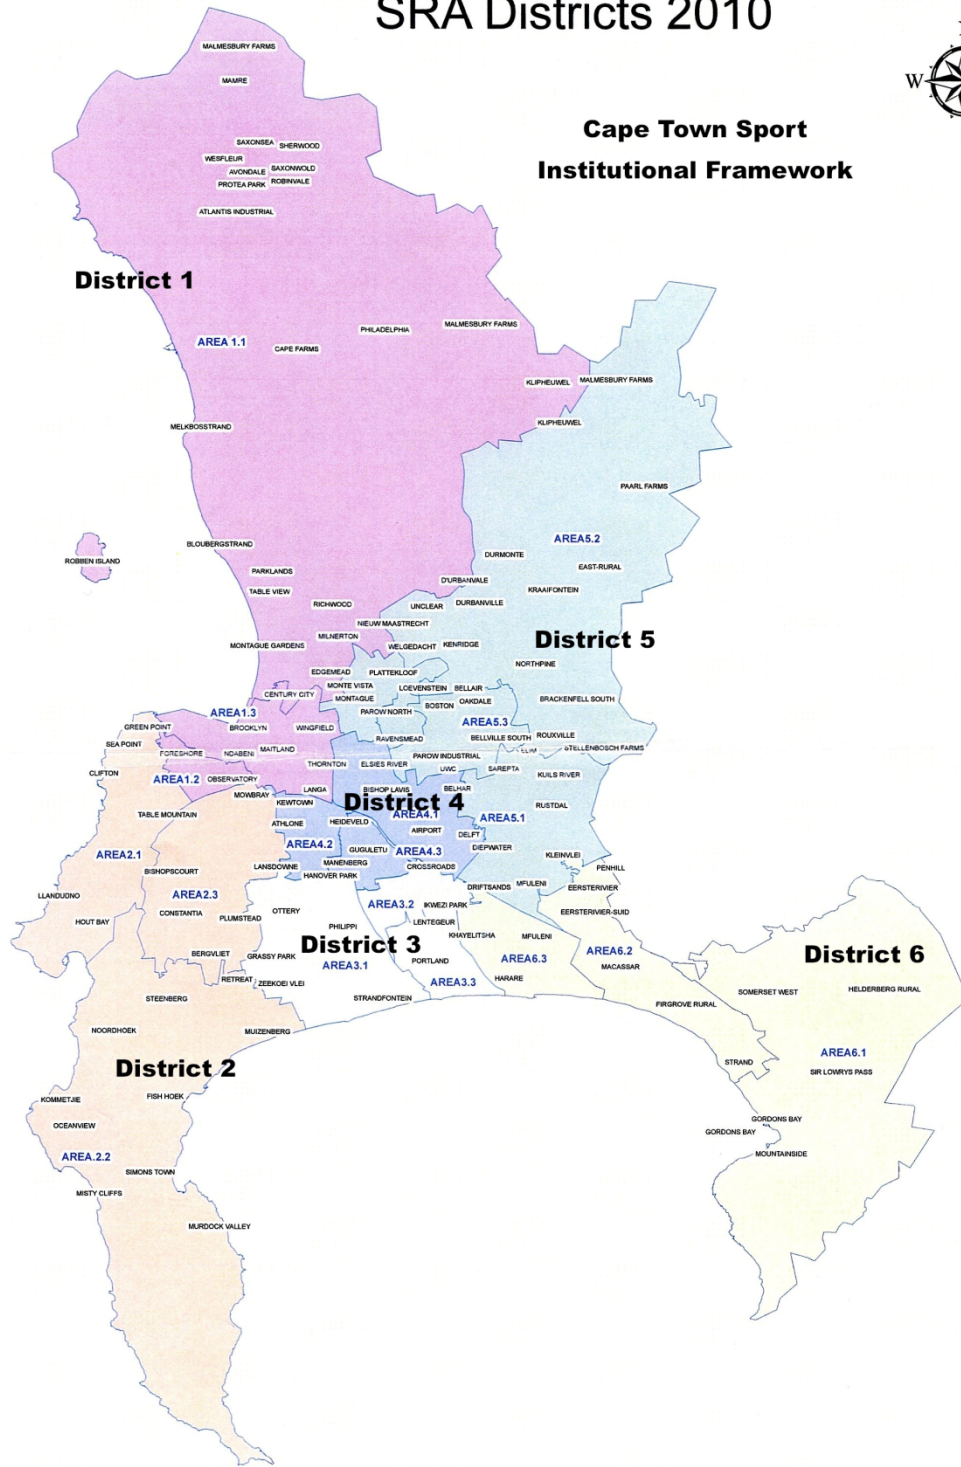 SRA Districts 2010
W
Cape Town Sport
Institutional Framework
MALMESBURY FARMS
MAMRE
SAXONSEA
SHERWOOD
WESFLEUR
AVONDALE
SAXONWOLD
PROTEA PARK
ROBINVALE
ATLANTIS INDUSTRIAL
District 1
AREA 1.1
CAPE FARMS
PHILADELPHIA
MALMESBURY FARMS
KLIPHEUWEL
MALMESBURY FARMS
KLIPHEUWEL
MELKBOSSTRAND
PAARL FARMS
AREA5.2
BLOUBERGSTRAND
DURMONTE
ROBBEN ISLAND
EAST-RURAL
PARKLANDS
D'URBANVALE
TABLE VIEW
KRAAIFONTEIN
RICHWOOD
UNCLEAR
DURBANVILLE
NIEUW MAASTRECHT
MILNERTON
District 5
MONTAGUE GARDENS
WELGEDACHT
KENRIDGE
NORTHPINE
EDGEMEAD
PLATTEKLOOF
MONTE VISTA
LOEVENSTEIN
BELLAIR
CENTURY CITY
MONTAGUE
BOSTON
OAKDALE
BRACKENFELL SOUTH
AREA1.3
PAROW NORTH
AREA5.3
GREEN POINT
BROOKLYN
WINGFIELD
RAVENSMEAD
BELLVILLE SOUTH
ROUXVILLE
SEA POINT
FORESHORE
NDABENI
MAITLAND
ELIM
STELLENBOSCH FARMS
PAROW INDUSTRIAL
THORNTON
ELSIES RIVER
UWC
SAREPTA
CLIFTON
AREA1.2
OBSERVATORY
KUILS RIVER
LANGA
BISHOP LAVIS
BELHAR
MOWBRAY
KEWTOWN
District 4
RUSTDAL
TABLE MOUNTAIN
AREA4.1
AREA5.1
ATHLONE
HEIDEVELD
AIRPORT
DELFT
AREA4.2
GUGULETU
AREA4.3
DIEPWATER
AREA2.1
KLEINVLEI
LANSDOWNE
MANENBERG
CROSSROADS
PENHILL
BISHOPSCOURT
HANOVER PARK
DRIFTSANDS
MFULENI
EERSTERIVIER
LLANDUDNO
AREA2.3
AREA3.2
IKWEZI PARK
CONSTANTIA
PLUMSTEAD
OTTERY
EERSTERIVIER-SUID
HOUT BAY
PHILIPPI
LENTEGEUR
KHAYELITSHA
MFULENI
District 3
BERGVLIET
GRASSY PARK
AREA6.2
District 6
AREA3.1
PORTLAND
AREA6.3
MACASSAR
RETREAT
ZEEKOEI VLEI
AREA3.3
HARARE
SOMERSET WEST
HELDERBERG RURAL
STEENBERG
STRANDFONTEIN
FIRGROVE RURAL
NOORDHOEK
MUIZENBERG
AREA6.1
District 2
STRAND
SIR LOWRYS PASS
KOMMETJIE
FISH HOEK
GORDONS BAY
OCEANVIEW
GORDONS BAY
MOUNTAINSIDE
AREA.2.2
SIMONS TOWN
MISTY CLIFFS
MURDOCK VALLEY